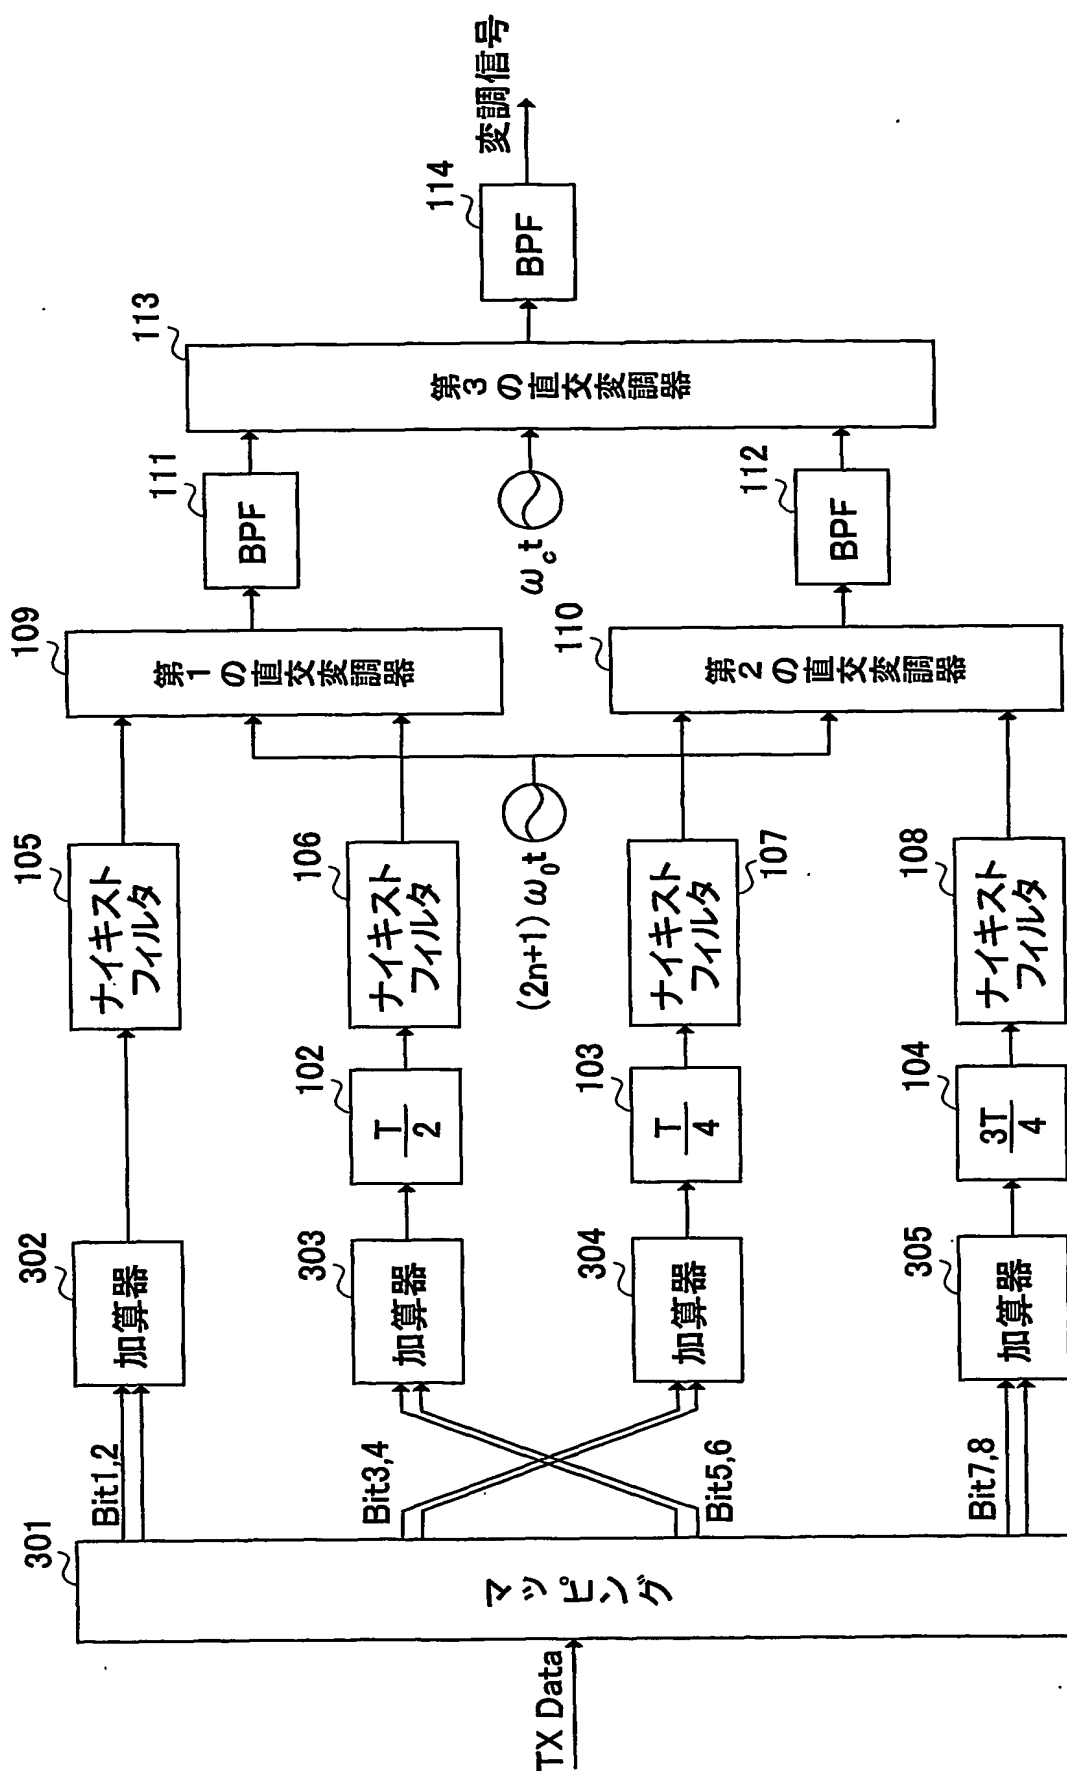 TX Data
301
マッピング
Bit1,2
Bit3,4
Bit5,6
Bit7,8
302
加算器
303
加算器
304
加算器
305
加算器
102
T
2
103
T
4
104
3T
4
105
ナイキスト
フィルタ
106
ナイキスト
フィルタ
107
ナイキスト
フィルタ
108
ナイキスト
フィルタ
(2n+1) ω0t
109
第1の直交変調器
110
第2の直交変調器
111
BPF
112
BPF
ωct
113
第3の直交変調器
114
BPF
変調信号